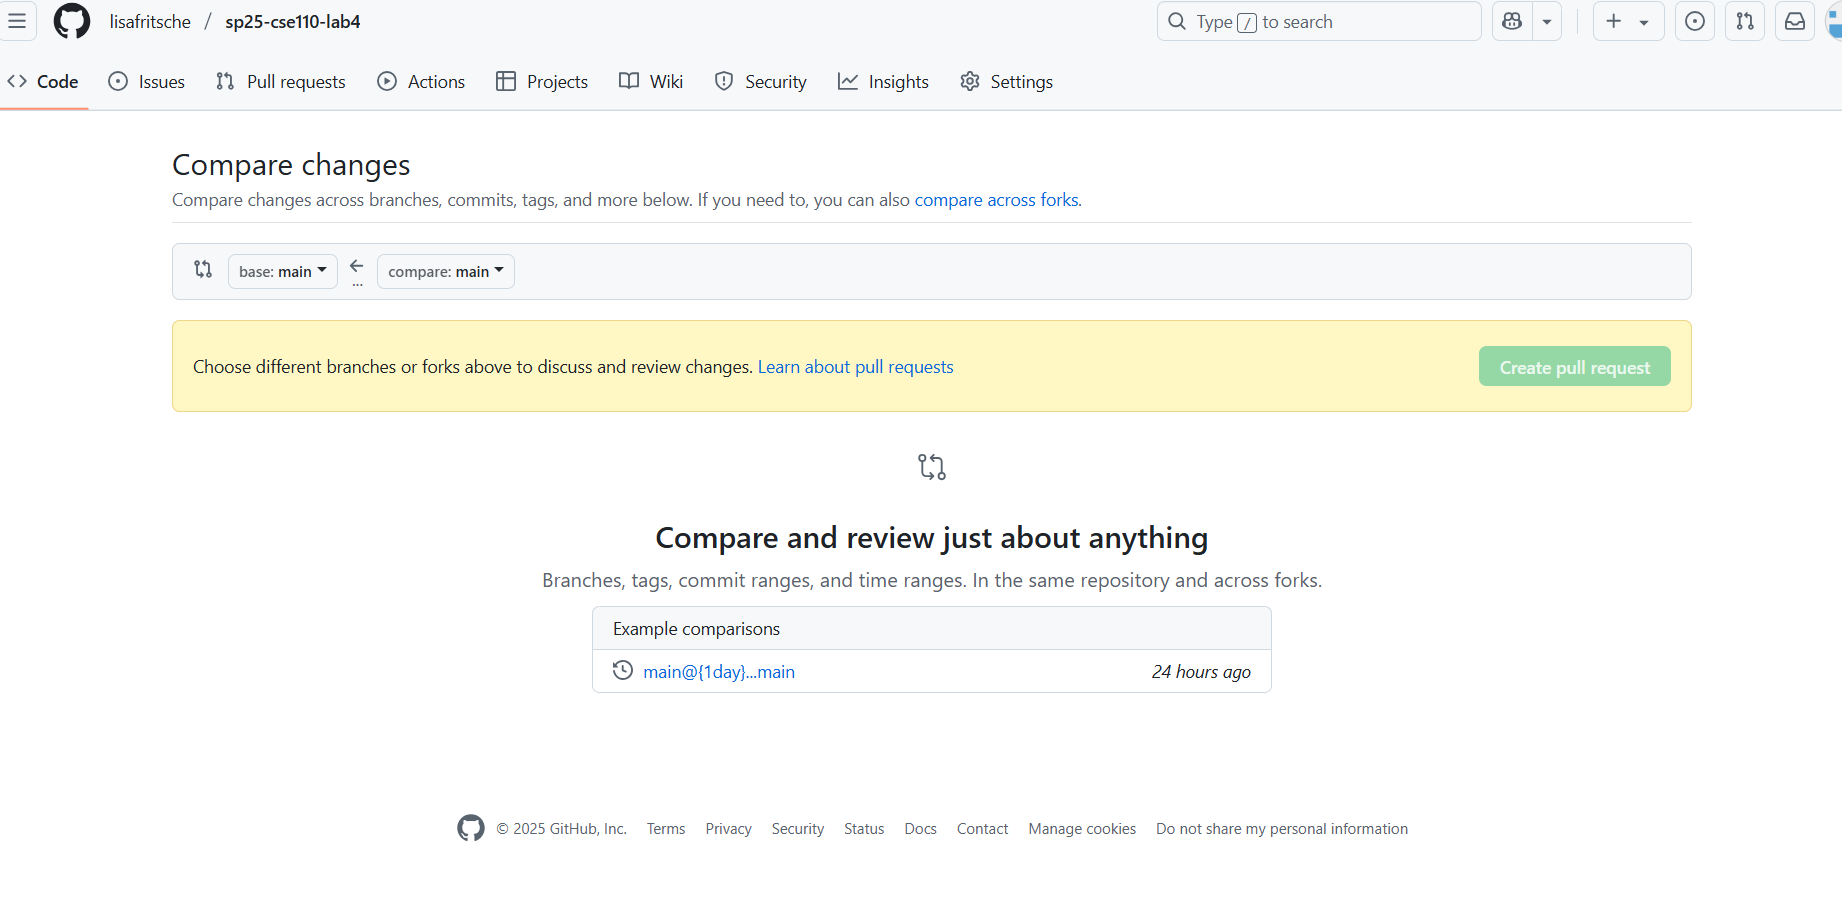 lisafritsche / sp25-cse110-lab4
Type / to search
Code Issues Pull requests Actions Projects Wiki Security Insights Settings
Compare changes
Compare changes across branches, commits, tags, and more below. If you need to, you can also compare across forks.
base: main ← ... compare: main
Choose different branches or forks above to discuss and review changes. Learn about pull requests
Create pull request
Compare and review just about anything
Branches, tags, commit ranges, and time ranges. In the same repository and across forks.
Example comparisons
main@{1day}...main 24 hours ago
© 2025 GitHub, Inc. Terms Privacy Security Status Docs Contact Manage cookies Do not share my personal information